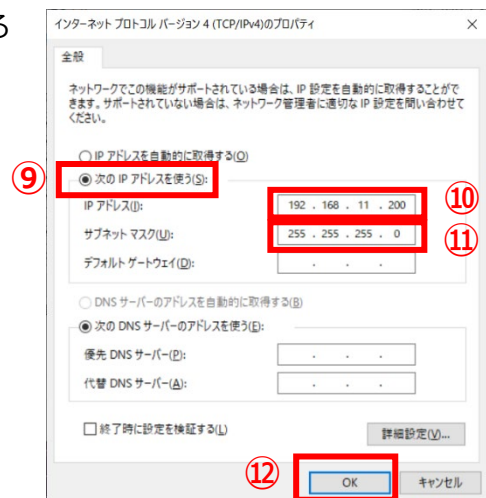 る
インターネット プロトコル バージョン 4 (TCP/IPv4)のプロパティ
全般
ネットワークでこの機能がサポートされている場合は、IP 設定を自動的に取得することがで
きます。サポートされていない場合は、ネットワーク管理者に適切な IP 設定を問い合わせて
ください。
IP アドレスを自動的に取得する(O)
⑨ 次の IP アドレスを使う(S):
IP アドレス(I): 192 . 168 . 11 . 200 ⑩
サブネット マスク(U): 255 . 255 . 255 . 0 ⑪
デフォルト ゲートウェイ(D): . . .
DNS サーバーのアドレスを自動的に取得する(B)
次の DNS サーバーのアドレスを使う(E):
優先 DNS サーバー(P): . . .
代替 DNS サーバー(A): . . .
終了時に設定を検証する(L)
詳細設定(V)...
⑫ OK キャンセル